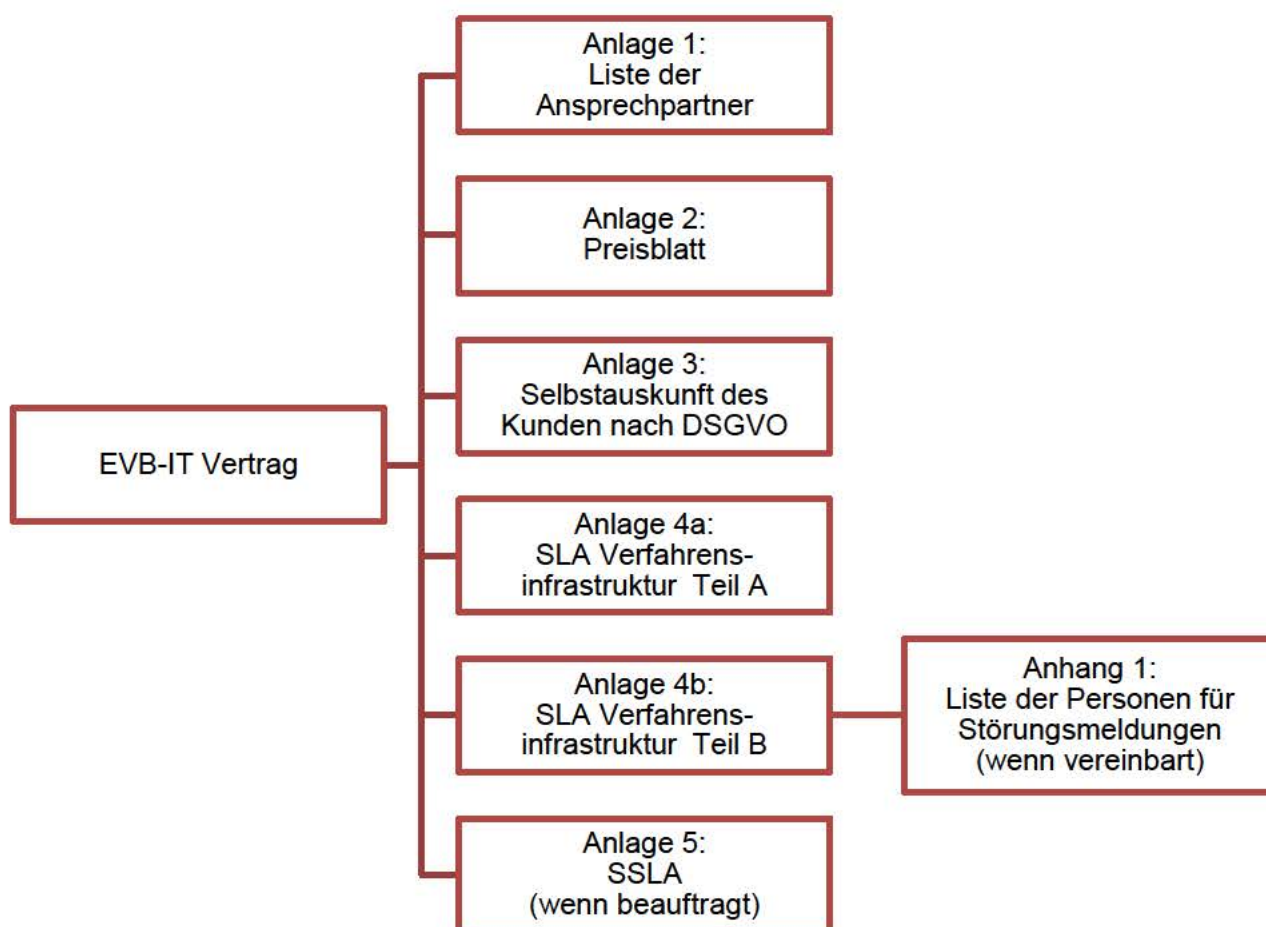 Anlage 1:
Liste der
Ansprechpartner
Anlage 2:
Preisblatt
Anlage 3:
Selbstauskunft des
Kunden nach DSGVO
EVB-IT Vertrag
Anlage 4a:
SLA Verfahrens-
infrastruktur Teil A
Anlage 4b:
SLA Verfahrens-
infrastruktur Teil B
Anhang 1:
Liste der Personen für
Störungsmeldungen
(wenn vereinbart)
Anlage 5:
SSLA
(wenn beauftragt)